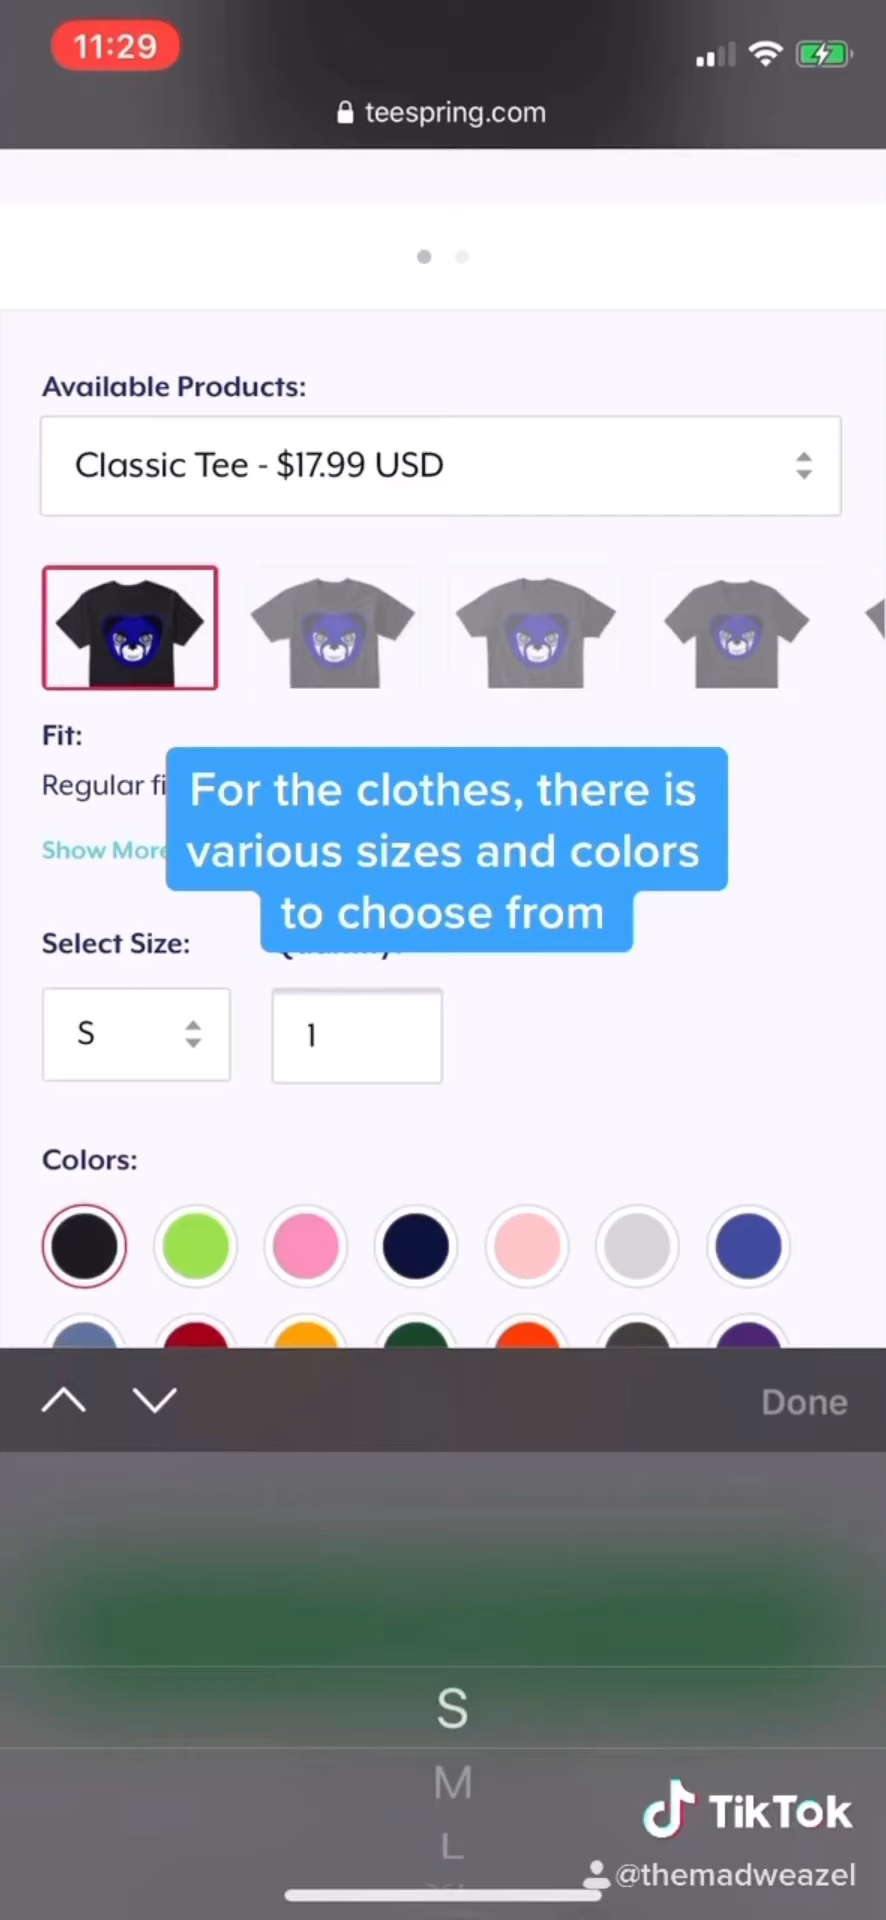 11:29
teespring.com
Available Products:
Classic Tee - $17.99 USD
Fit:
Regular
For the clothes, there is
various sizes and colors
to choose from
Show More
Select Size:
S
1
Colors:
Done
S
M
L
TikTok
@themadweazel